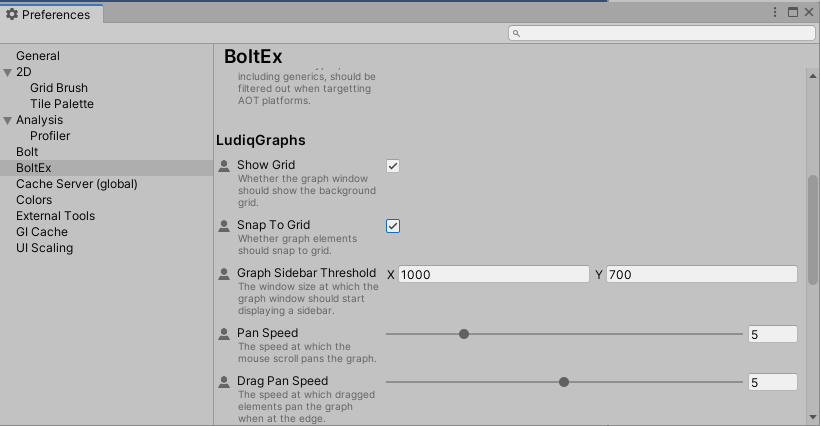 Preferences
General
2D
Grid Brush
Tile Palette
Analysis
Profiler
Bolt
BoltEx
Cache Server (global)
Colors
External Tools
GI Cache
UI Scaling
BoltEx
including generics, should be
filtered out when targetting
AOT platforms.
LudiqGraphs
Show Grid
Whether the graph window
should show the background
grid.
Snap To Grid
Whether graph elements
should snap to grid.
Graph Sidebar Threshold X 1000 Y 700
The window size at which the
graph window should start
displaying a sidebar.
Pan Speed 5
The speed at which the
mouse scroll pans the graph.
Drag Pan Speed 5
The speed at which dragged
elements pan the graph
when at the edge.